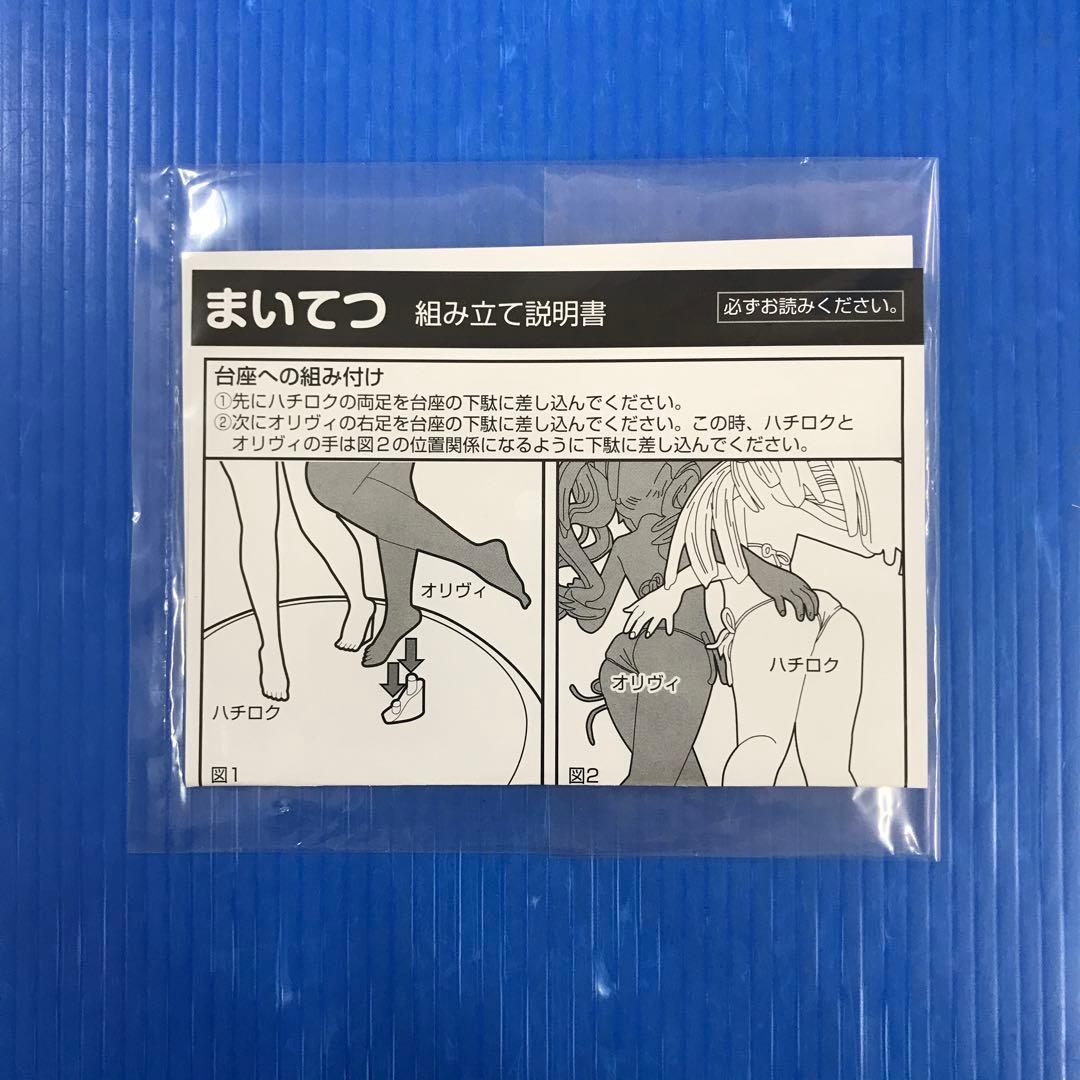 まいてつ 組み立て説明書 必ずお読みください。
台座への組み付け
①先にハチロクの両足を台座の下駄に差し込んでください。
②次にオリヴィの右足を台座の下駄に差し込んでください。この時、ハチロクと
オリヴィの手は図2の位置関係になるように下駄に差し込んでください。
オリヴィ
ハチロク
図1
ハチロク
オリヴィ
図2